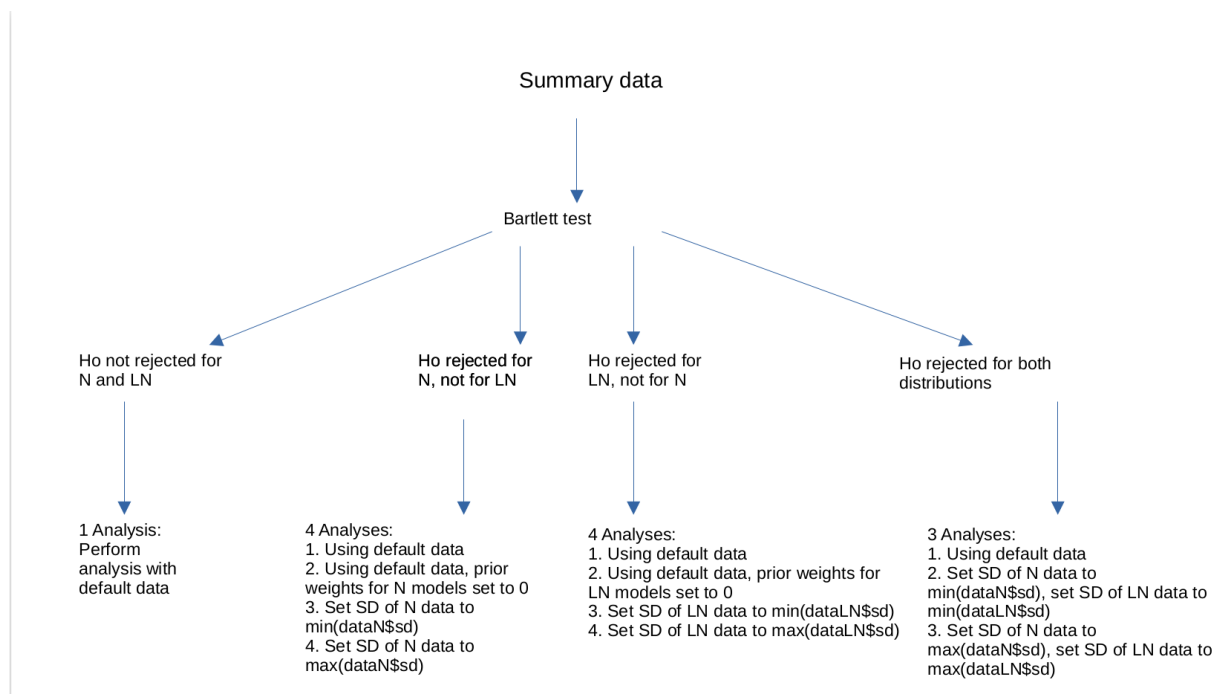 Summary data
Bartlett test
Ho not rejected for
N and LN
Ho rejected for
N, not for LN
Ho rejected for
LN, not for N
Ho rejected for both
distributions
1 Analysis:
Perform
analysis with
default data
4 Analyses:
1. Using default data
2. Using default data, prior
weights for N models set to 0
3. Set SD of N data to
min(dataN$sd)
4. Set SD of N data to
max(dataN$sd)
4 Analyses:
1. Using default data
2. Using default data, prior weights for
LN models set to 0
3. Set SD of LN data to min(dataLN$sd)
4. Set SD of LN data to max(dataLN$sd)
3 Analyses:
1. Using default data
2. Set SD of N data to
min(dataN$sd), set SD of LN data to
min(dataLN$sd)
3. Set SD of N data to
max(dataN$sd), set SD of LN data to
max(dataLN$sd)